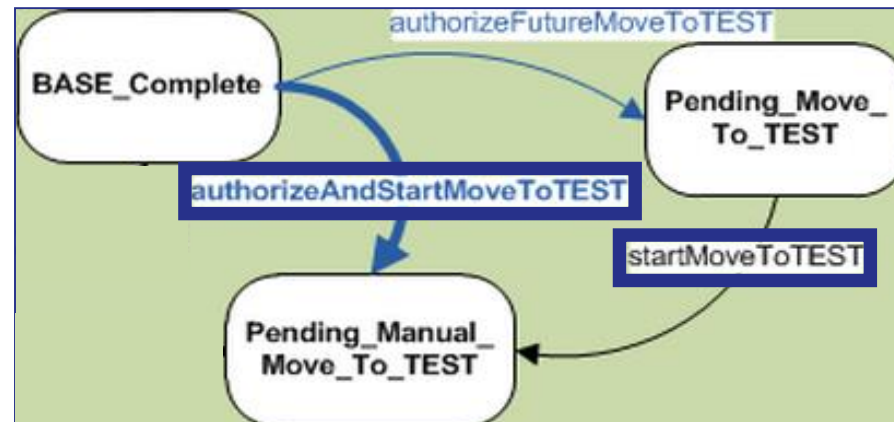 authorizeFutureMoveToTEST
BASE_Complete
Pending_Move_
To_TEST
authorizeAndStartMoveToTEST
startMoveToTEST
Pending_Manual_
Move_To_TEST